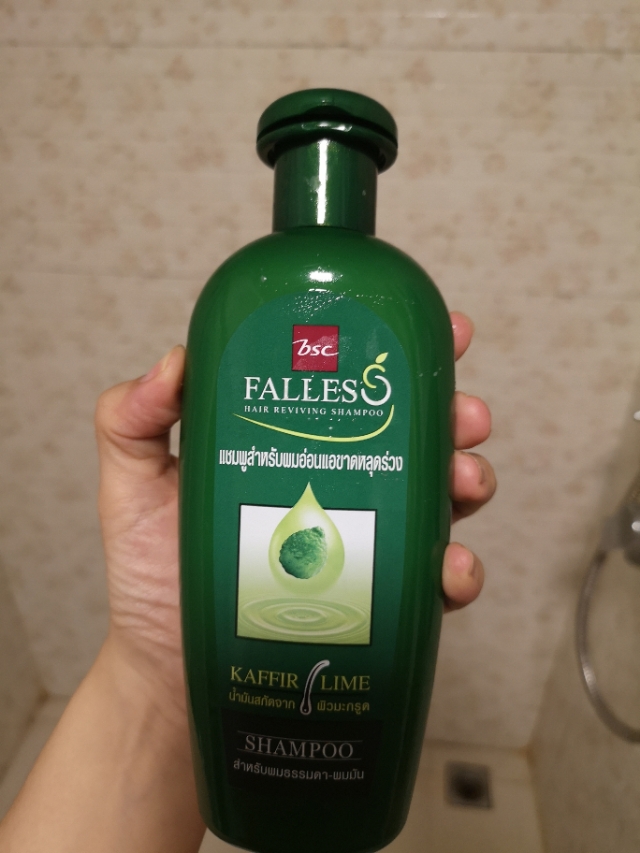 bsc
FALLESS
HAIR REVIVING SHAMPOO
แชมพูสำหรับผมอ่อนแอขาดหลุดร่วง
KAFFIR LIME
น้ำมันสกัดจาก ผิวมะกรูด
SHAMPOO
สำหรับผมธรรมดา-ผมมัน